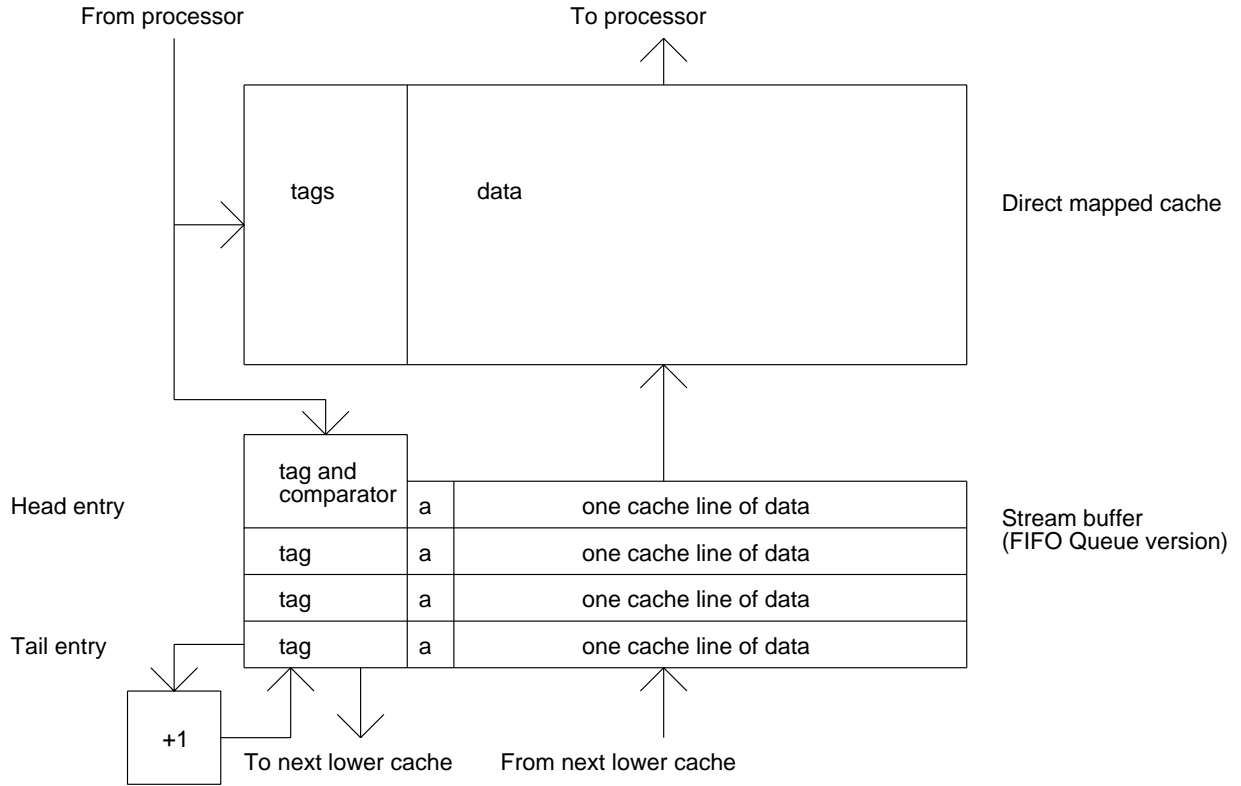 From processor
To processor
tags
data
Direct mapped cache
tag and
comparator
Head entry
a
one cache line of data
Stream buffer
(FIFO Queue version)
tag
a
one cache line of data
tag
a
one cache line of data
Tail entry
tag
a
one cache line of data
+1
To next lower cache
From next lower cache